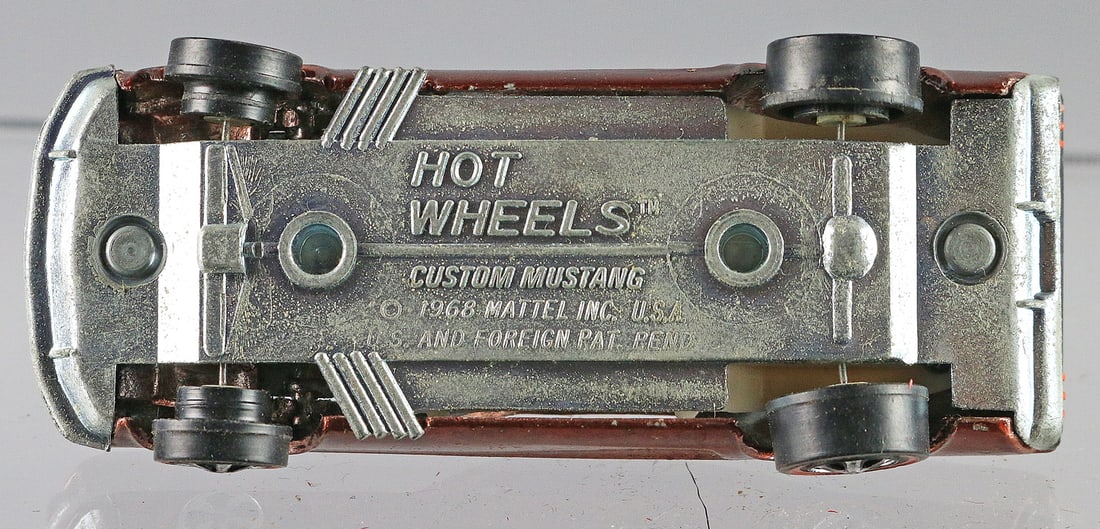 HOT
WHEELS™
CUSTOM MUSTANG
© 1968 MATTEL INC. U.S.A
U.S. AND FOREIGN PAT. PEND